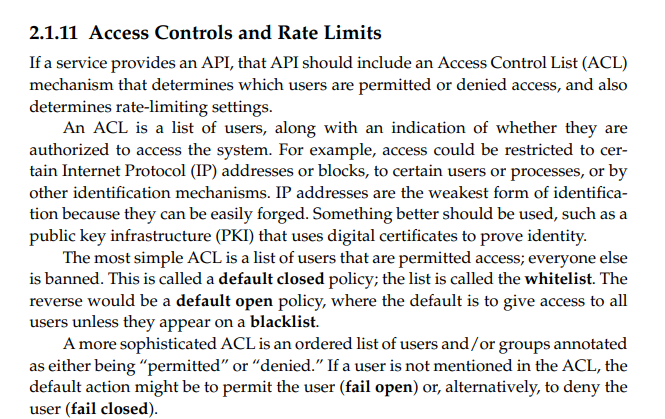 2.1.11 Access Controls and Rate Limits
If a service provides an API, that API should include an Access Control List (ACL)
mechanism that determines which users are permitted or denied access, and also
determines rate-limiting settings.
An ACL is a list of users, along with an indication of whether they are
authorized to access the system. For example, access could be restricted to cer-
tain Internet Protocol (IP) addresses or blocks, to certain users or processes, or by
other identification mechanisms. IP addresses are the weakest form of identifica-
tion because they can be easily forged. Something better should be used, such as a
public key infrastructure (PKI) that uses digital certificates to prove identity.
The most simple ACL is a list of users that are permitted access; everyone else
is banned. This is called a default closed policy; the list is called the whitelist. The
reverse would be a default open policy, where the default is to give access to all
users unless they appear on a blacklist.
A more sophisticated ACL is an ordered list of users and/or groups annotated
as either being “permitted” or “denied.” If a user is not mentioned in the ACL, the
default action might be to permit the user (fail open) or, alternatively, to deny the
user (fail closed).